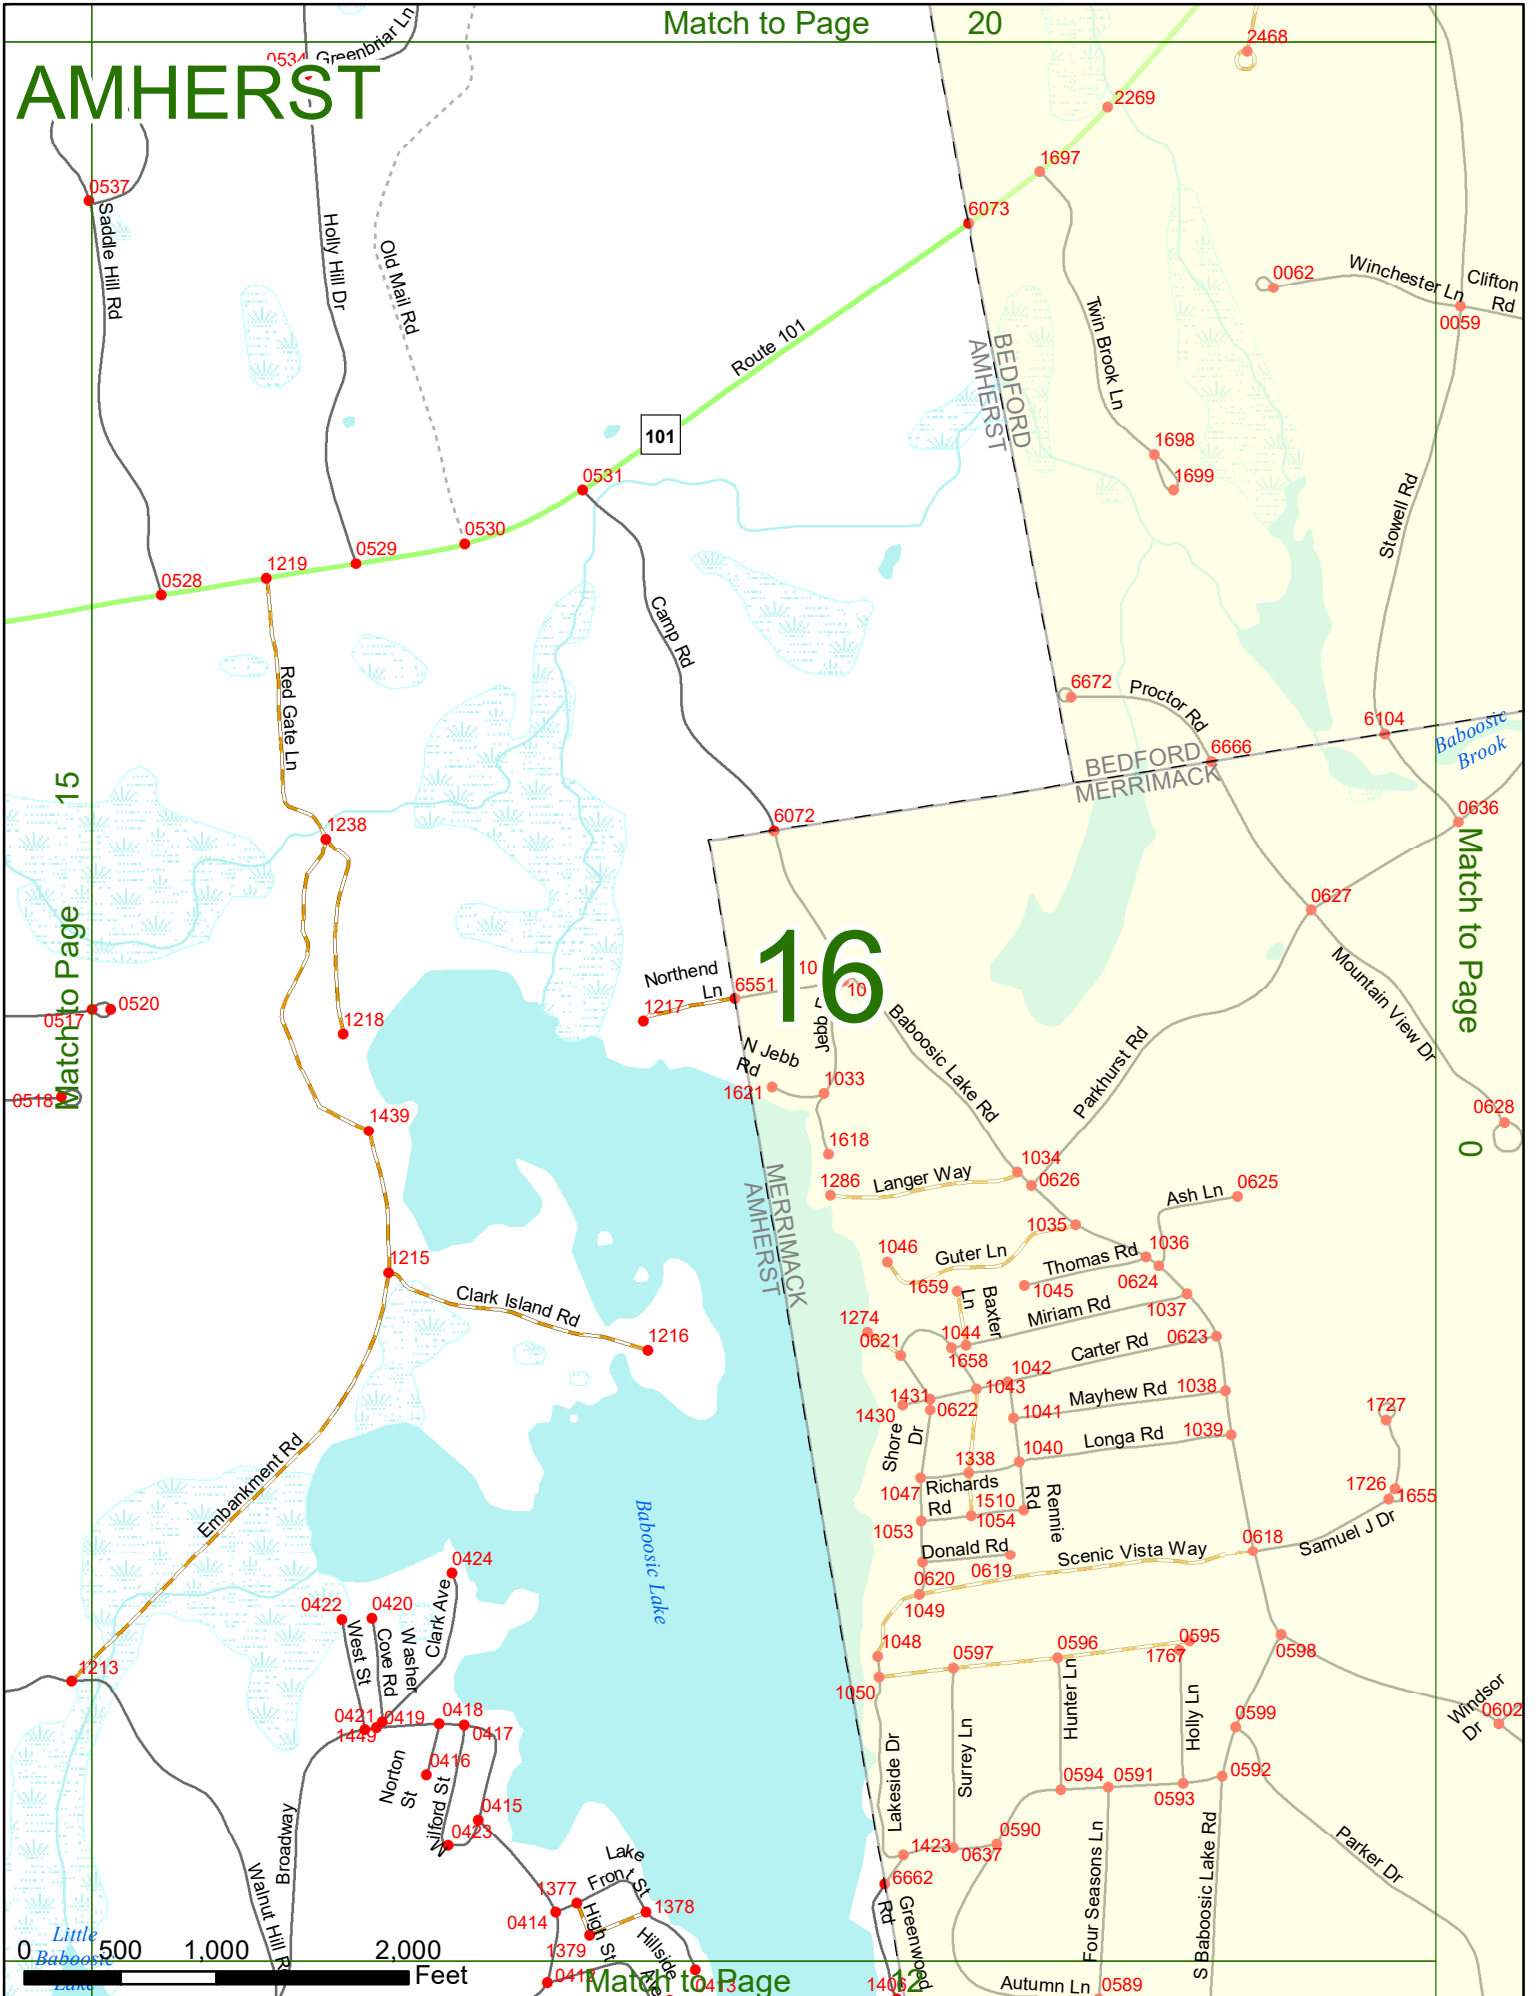 Match to Page 20
AMHERST
0534
Greenbriar Ln
2468
2269
1697
6073
0537
Saddle Hill Rd
Holly Hill Dr
Old Mail Rd
Route 101
101
BEDFORD
AMHERST
Twin Brook Ln
0062
Winchester Ln
Clifton
Rd
0059
1698
1699
Stowell Rd
0531
0530
0529
1219
0528
Camp Rd
Red Gate Ln
6672
Proctor Rd
6666
6104
Baboosic
Brook
BEDFORD
MERRIMACK
6072
0636
Match to Page 15
1238
0627
Match to Page 0
16
Northend
Ln
6551
10
10
1217
0520
0517
1218
0518
Jebb
N Jebb
Rd
1621
1033
Baboosic Lake Rd
Parkhurst Rd
Mountain View Dr
0628
1439
1618
1286
Langer Way
1034
0626
Ash Ln
0625
MERRIMACK
AMHERST
1035
1046
Guter Ln
Thomas Rd
1036
0624
1215
Clark Island Rd
1216
1659
Baxter
Ln
1045
Miriam Rd
1037
1274
0621
1044
1658
Carter Rd
0623
1042
1043
1431
1430
0622
1041
Mayhew Rd
1038
1727
Shore
Dr
1338
1040
Longa Rd
1039
1047
Richards
Rd
1510
1054
Rennie
Rd
1726
1655
1053
Donald Rd
0619
0620
Scenic Vista Way
0618
Samuel J Dr
Embankment Rd
Baboosic Lake
1049
0424
0422
0420
West St
Cove Rd
Washer
Clark Ave
1048
0597
0596
0595
1767
0598
1213
1050
0421
1449
0419
0418
0417
Hunter Ln
Holly Ln
Windsor
Dr
0602
0599
Norton
St
0416
Milford St
Lakeside Dr
Surrey Ln
0594
0591
0593
0592
0415
0423
Broadway
Walnut Hill R
1423
0637
0590
Four Seasons Ln
S Baboosic Lake Rd
Parker Dr
Lake
Front St
1377
1378
0414
High St
1379
Hillside
Ave
6662
Greenwood
Rd
Little
Baboosic
Lake
0 500 1,000 2,000
Feet
0412
0413
Match to Page 12
1406
Autumn Ln
0589